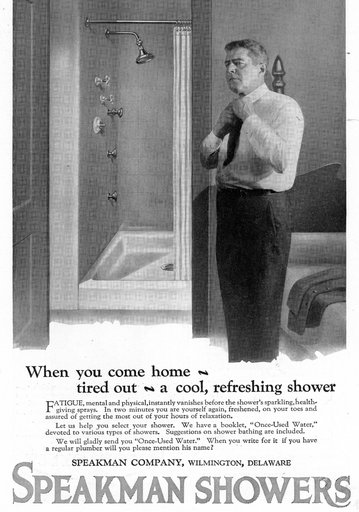 When you come home ~
tired out ~ a cool, refreshing shower
FATIGUE, mental and physical, instantly vanishes before the shower's sparkling, health-
giving sprays. In two minutes you are yourself again, freshened, on your toes and
assured of getting the most out of your hours of relaxation.
Let us help you select your shower. We have a booklet, "Once-Used Water,"
devoted to various types of showers. Suggestions on shower bathing are included.
We will gladly send you "Once-Used Water." When you write for it if you have
a regular plumber will you please mention his name?
SPEAKMAN COMPANY, WILMINGTON, DELAWARE
SPEAKMAN SHOWERS